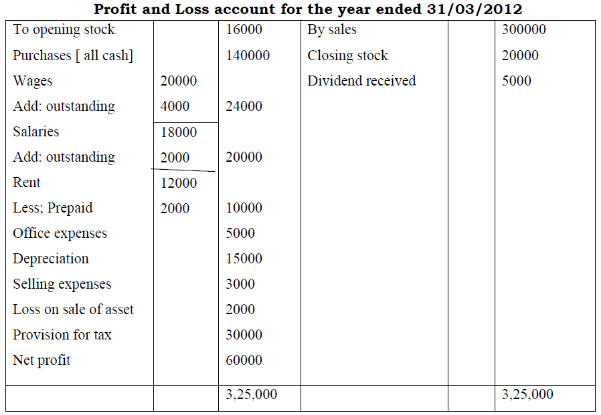 Profit and Loss account for the year ended 31/03/2012
To opening stock 16000 By sales 300000
Purchases [ all cash] 140000 Closing stock 20000
Wages 20000 Dividend received 5000
Add: outstanding 4000 24000
Salaries 18000
Add: outstanding 2000 20000
Rent 12000
Less; Prepaid 2000 10000
Office expenses 5000
Depreciation 15000
Selling expenses 3000
Loss on sale of asset 2000
Provision for tax 30000
Net profit 60000
3,25,000 3,25,000